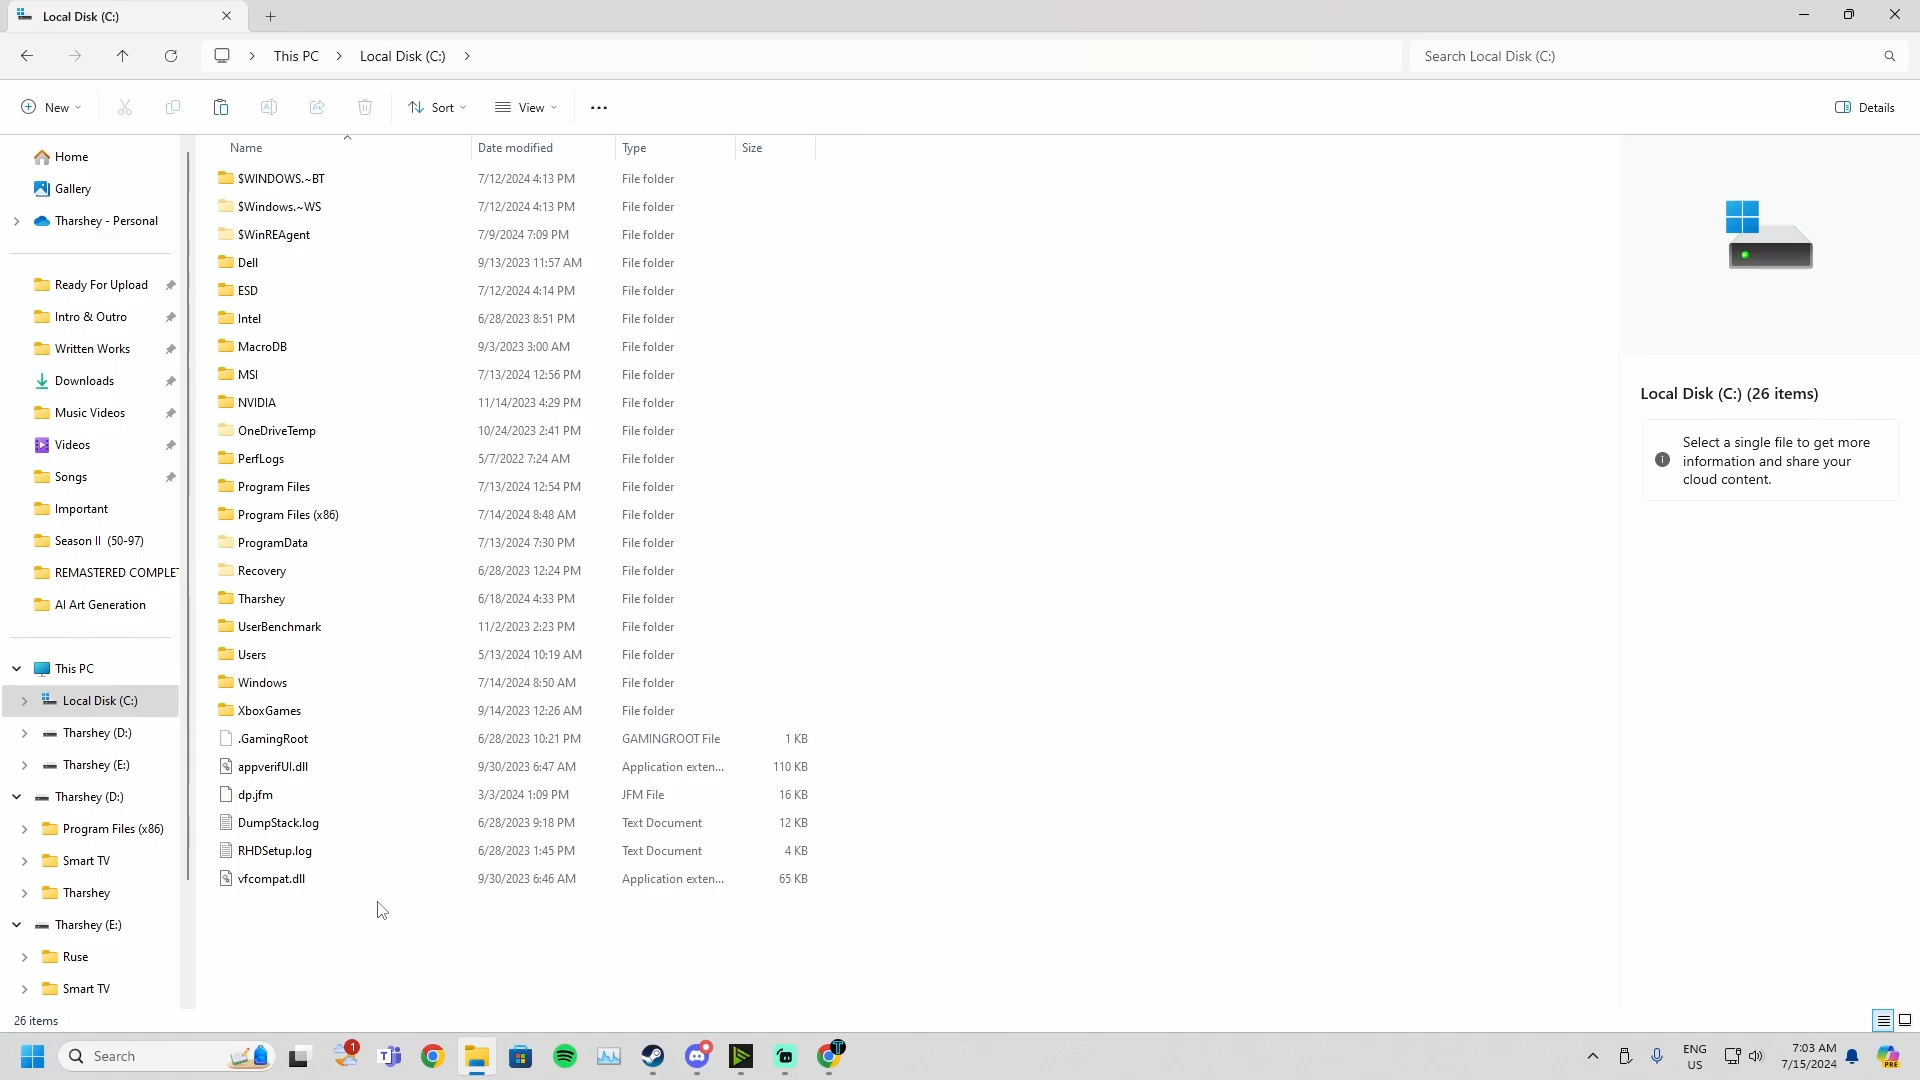 Local Disk (C:)
This PC Local Disk (C:)
Search Local Disk (C:)
New Sort View Details
Home
Gallery
Tharshey - Personal
Ready For Upload
Intro & Outro
Written Works
Downloads
Music Videos
Videos
Songs
Important
Season II (50-97)
REMASTERED COMPLET
AI Art Generation
This PC
Local Disk (C:)
Tharshey (D:)
Tharshey (E:)
Tharshey (D:)
Program Files (x86)
Smart TV
Tharshey
Tharshey (E:)
Ruse
Smart TV
Name Date modified Type Size
$WINDOWS.~BT 7/12/2024 4:13 PM File folder
$Windows.~WS 7/12/2024 4:13 PM File folder
$WinREAgent 7/9/2024 7:09 PM File folder
Dell 9/13/2023 11:57 AM File folder
ESD 7/12/2024 4:14 PM File folder
Intel 6/28/2023 8:51 PM File folder
MacroDB 9/3/2023 3:00 AM File folder
MSI 7/13/2024 12:56 PM File folder
NVIDIA 11/14/2023 4:29 PM File folder
OneDriveTemp 10/24/2023 2:41 PM File folder
PerfLogs 5/7/2022 7:24 AM File folder
Program Files 7/13/2024 12:54 PM File folder
Program Files (x86) 7/14/2024 8:48 AM File folder
ProgramData 7/13/2024 7:30 PM File folder
Recovery 6/28/2023 12:24 PM File folder
Tharshey 6/18/2024 4:33 PM File folder
UserBenchmark 11/2/2023 2:23 PM File folder
Users 5/13/2024 10:19 AM File folder
Windows 7/14/2024 8:50 AM File folder
XboxGames 9/14/2023 12:26 AM File folder
.GamingRoot 6/28/2023 10:21 PM GAMINGROOT File 1 KB
appverifUI.dll 9/30/2023 6:47 AM Application exten... 110 KB
dp.jfm 3/3/2024 1:09 PM JFM File 16 KB
DumpStack.log 6/28/2023 9:18 PM Text Document 12 KB
RHDSetup.log 6/28/2023 1:45 PM Text Document 4 KB
vfcompat.dll 9/30/2023 6:46 AM Application exten... 65 KB
Local Disk (C:) (26 items)
Select a single file to get more
information and share your
cloud content.
26 items
Search
1
T
PRE
ENG
US
7:03 AM
7/15/2024